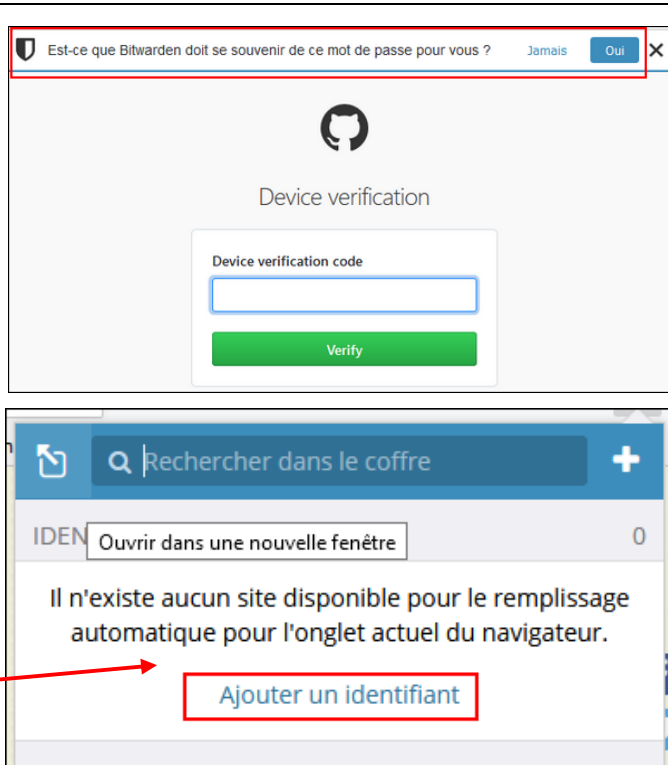 Est-ce que Bitwarden doit se souvenir de ce mot de passe pour vous ? Jamais Oui
Device verification
Device verification code
Verify
Rechercher dans le coffre
IDEN 0
Ouvrir dans une nouvelle fenêtre
Il n'existe aucun site disponible pour le remplissage
automatique pour l'onglet actuel du navigateur.
Ajouter un identifiant